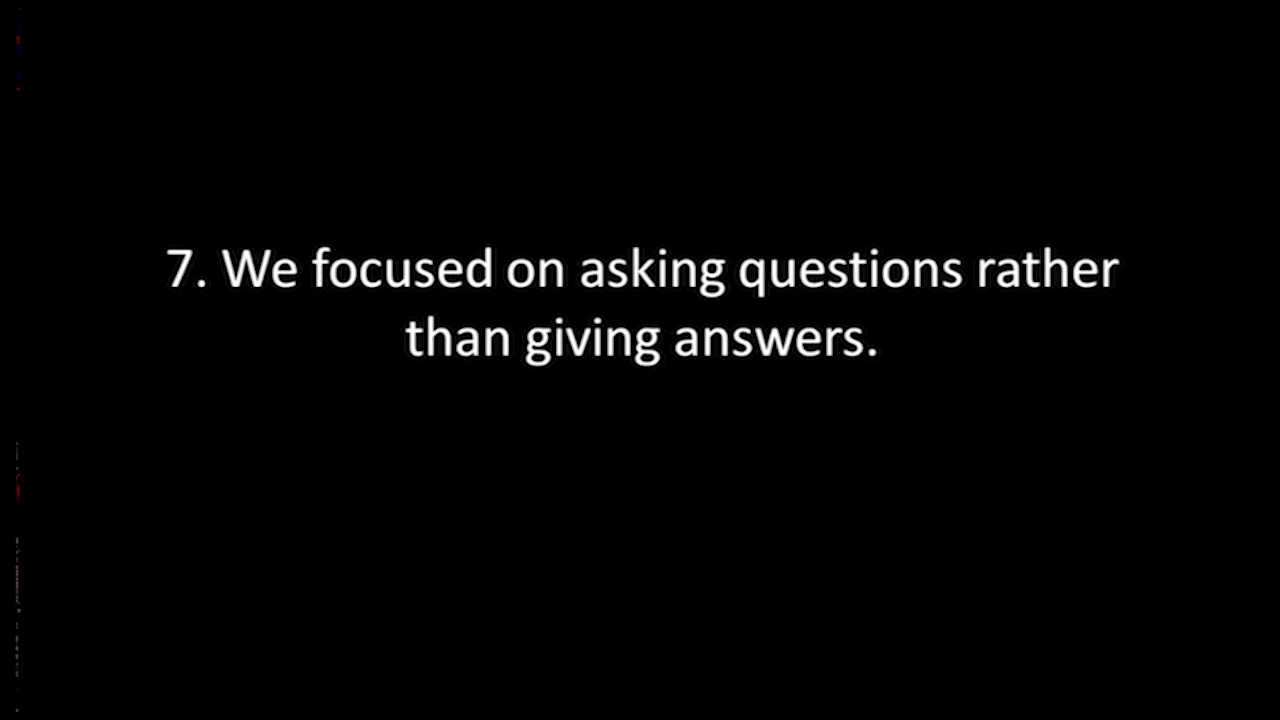 7. We focused on asking questions rather
than giving answers.